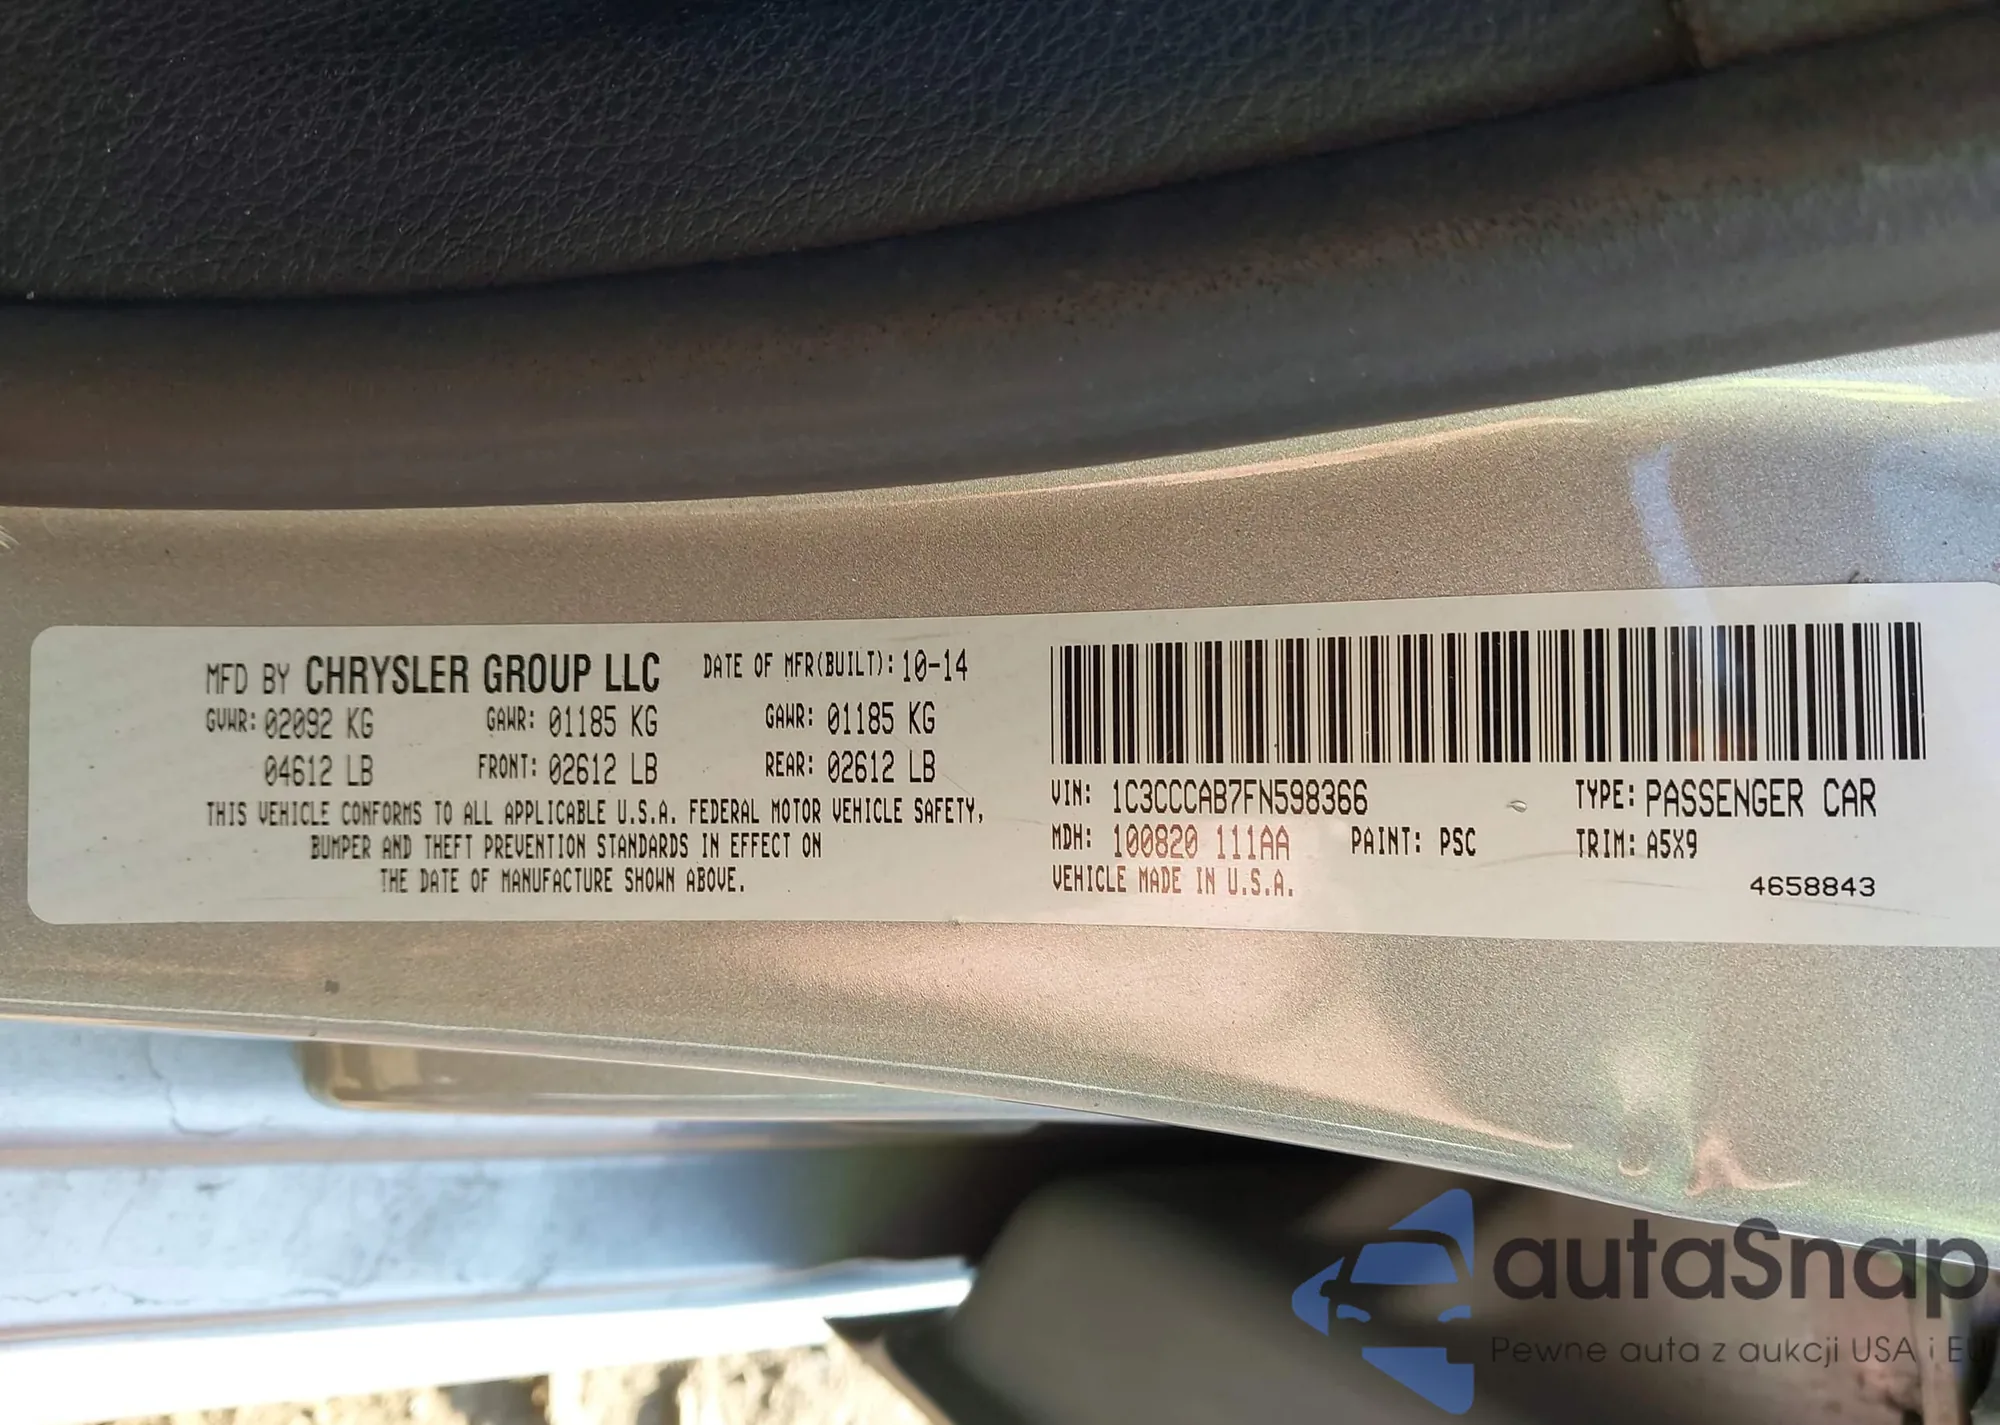 MFD BY CHRYSLER GROUP LLC DATE OF MFR(BUILT): 10-14
GVWR: 02092 KG GAWR: 01185 KG GAWR: 01185 KG
04612 LB FRONT: 02612 LB REAR: 02612 LB
THIS VEHICLE CONFORMS TO ALL APPLICABLE U.S.A. FEDERAL MOTOR VEHICLE SAFETY,
BUMPER AND THEFT PREVENTION STANDARDS IN EFFECT ON
THE DATE OF MANUFACTURE SHOWN ABOVE.
VIN: 1C3CCCAB7FN598366 TYPE: PASSENGER CAR
MDH: 100820 111AA PAINT: PSC TRIM: A5X9
VEHICLE MADE IN U.S.A.
4658843
autaSnap
Pewne auta z aukcji USA i EU